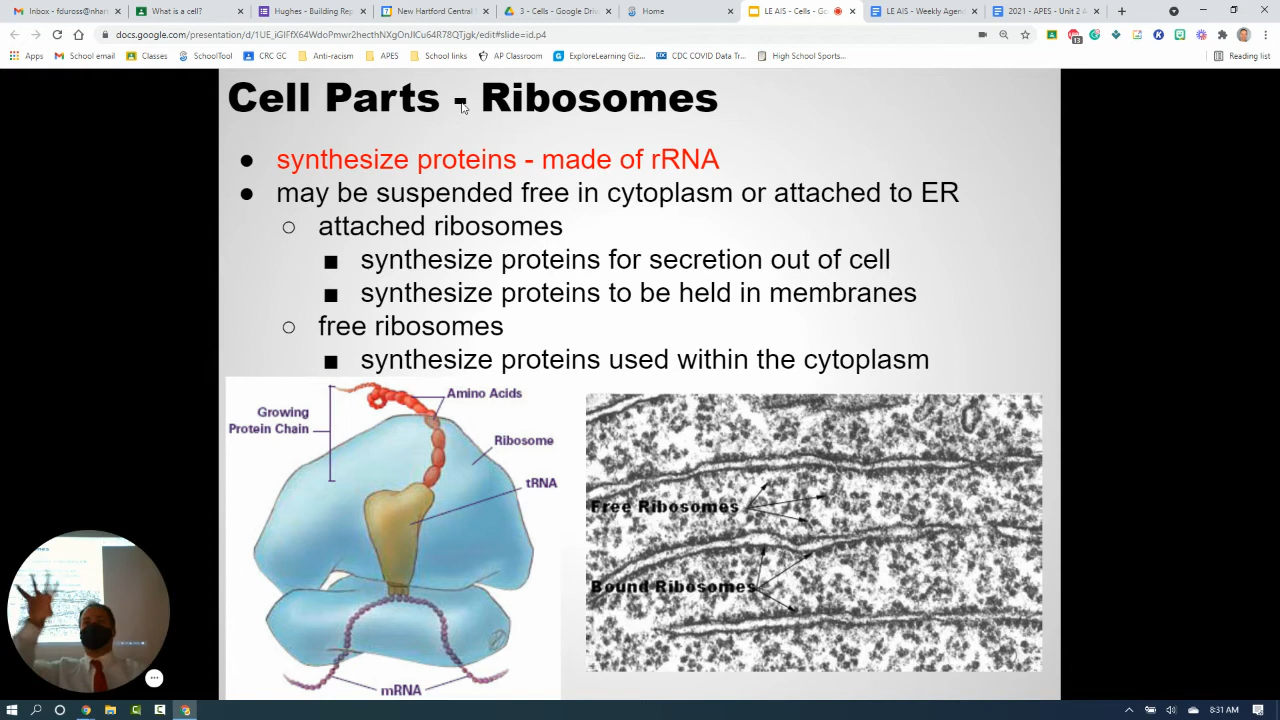 Inbox - fduross@nhar
What is a cell?
Hughes - Building Rep
New Hartford Central
3 - Cells - Google Driv
Home
LE AIS - Cells - Go
LE AIS - Weekly Agend
2021 - APES - Unit 2 A
docs.google.com/presentation/d/1UE_iGIFfX64WdoPmwr2hecthNXgOnJlCu64R78QTjgk/edit#slide=id.p4
13
Apps
School email
Classes
SchoolTool
CRC GC
Anti-racism
APES
School links
AP Classroom
ExploreLearning Giz...
CDC COVID Data Tr...
High School Sports...
Reading list
Cell Parts - Ribosomes
● synthesize proteins - made of rRNA
● may be suspended free in cytoplasm or attached to ER
○ attached ribosomes
■ synthesize proteins for secretion out of cell
■ synthesize proteins to be held in membranes
○ free ribosomes
■ synthesize proteins used within the cytoplasm
Amino Acids
Growing
Protein Chain
Ribosome
tRNA
mRNA
Free Ribosomes
Bound Ribosomes
8:31 AM